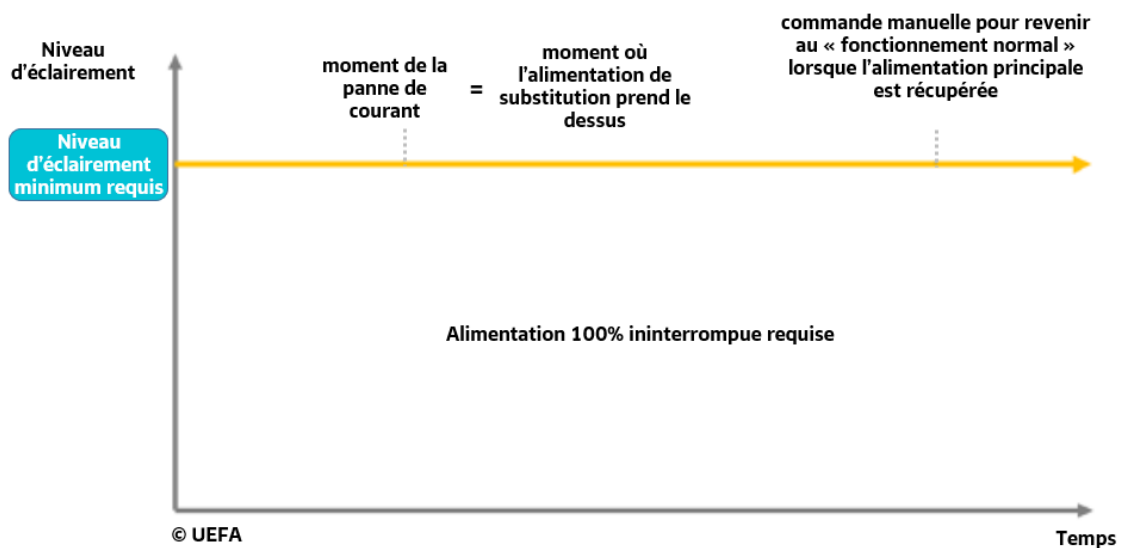 Niveau
d'éclairement
moment de la
panne de
courant
=
moment où
l'alimentation de
substitution prend le
dessus
commande manuelle pour revenir
au « fonctionnement normal »
lorsque l'alimentation principale
est récupérée
Niveau
d'éclairement
minimum requis
Alimentation 100% ininterrompue requise
© UEFA
Temps